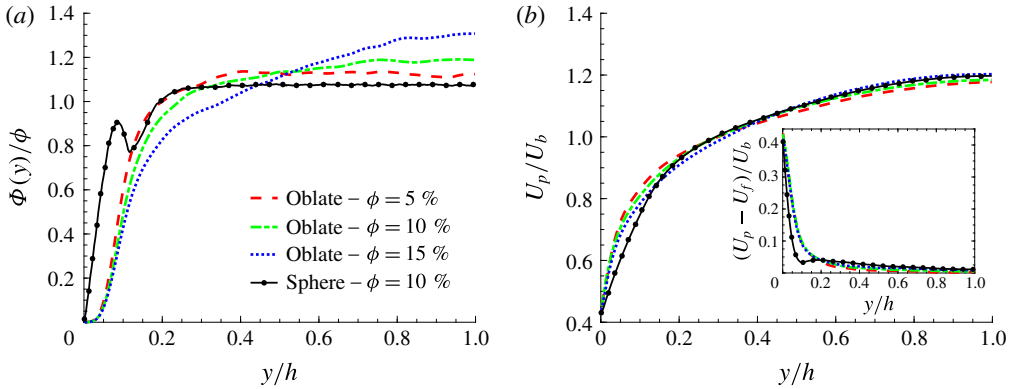 (a)
1.4
1.2
1.0
0.8
0.6
0.4
0.2
0
0.2
0.4
0.6
0.8
1.0
Φ(y)/ϕ
y/h
Oblate – ϕ = 5 %
Oblate – ϕ = 10 %
Oblate – ϕ = 15 %
Sphere – ϕ = 10 %
(b)
1.4
1.2
1.0
0.8
0.6
0.4
0
0.2
0.4
0.6
0.8
1.0
U_p/U_b
y/h
0.4
0.3
0.2
0.1
0
0.2
0.4
0.6
0.8
1.0
(U_p − U_f)/U_b
y/h